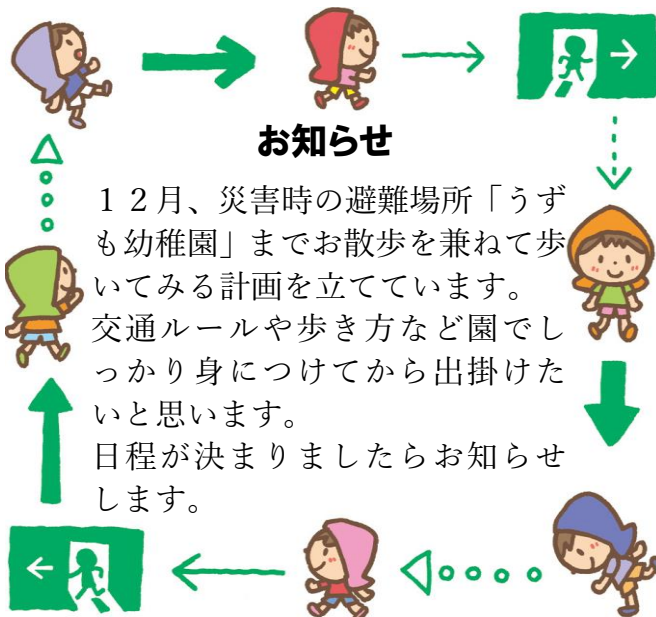 お知らせ
１２月、災害時の避難場所「うず
も幼稚園」までお散歩を兼ねて歩
いてみる計画を立てています。
交通ルールや歩き方など園でし
っかり身につけてから出掛けた
いと思います。
日程が決まりましたらお知らせ
します。